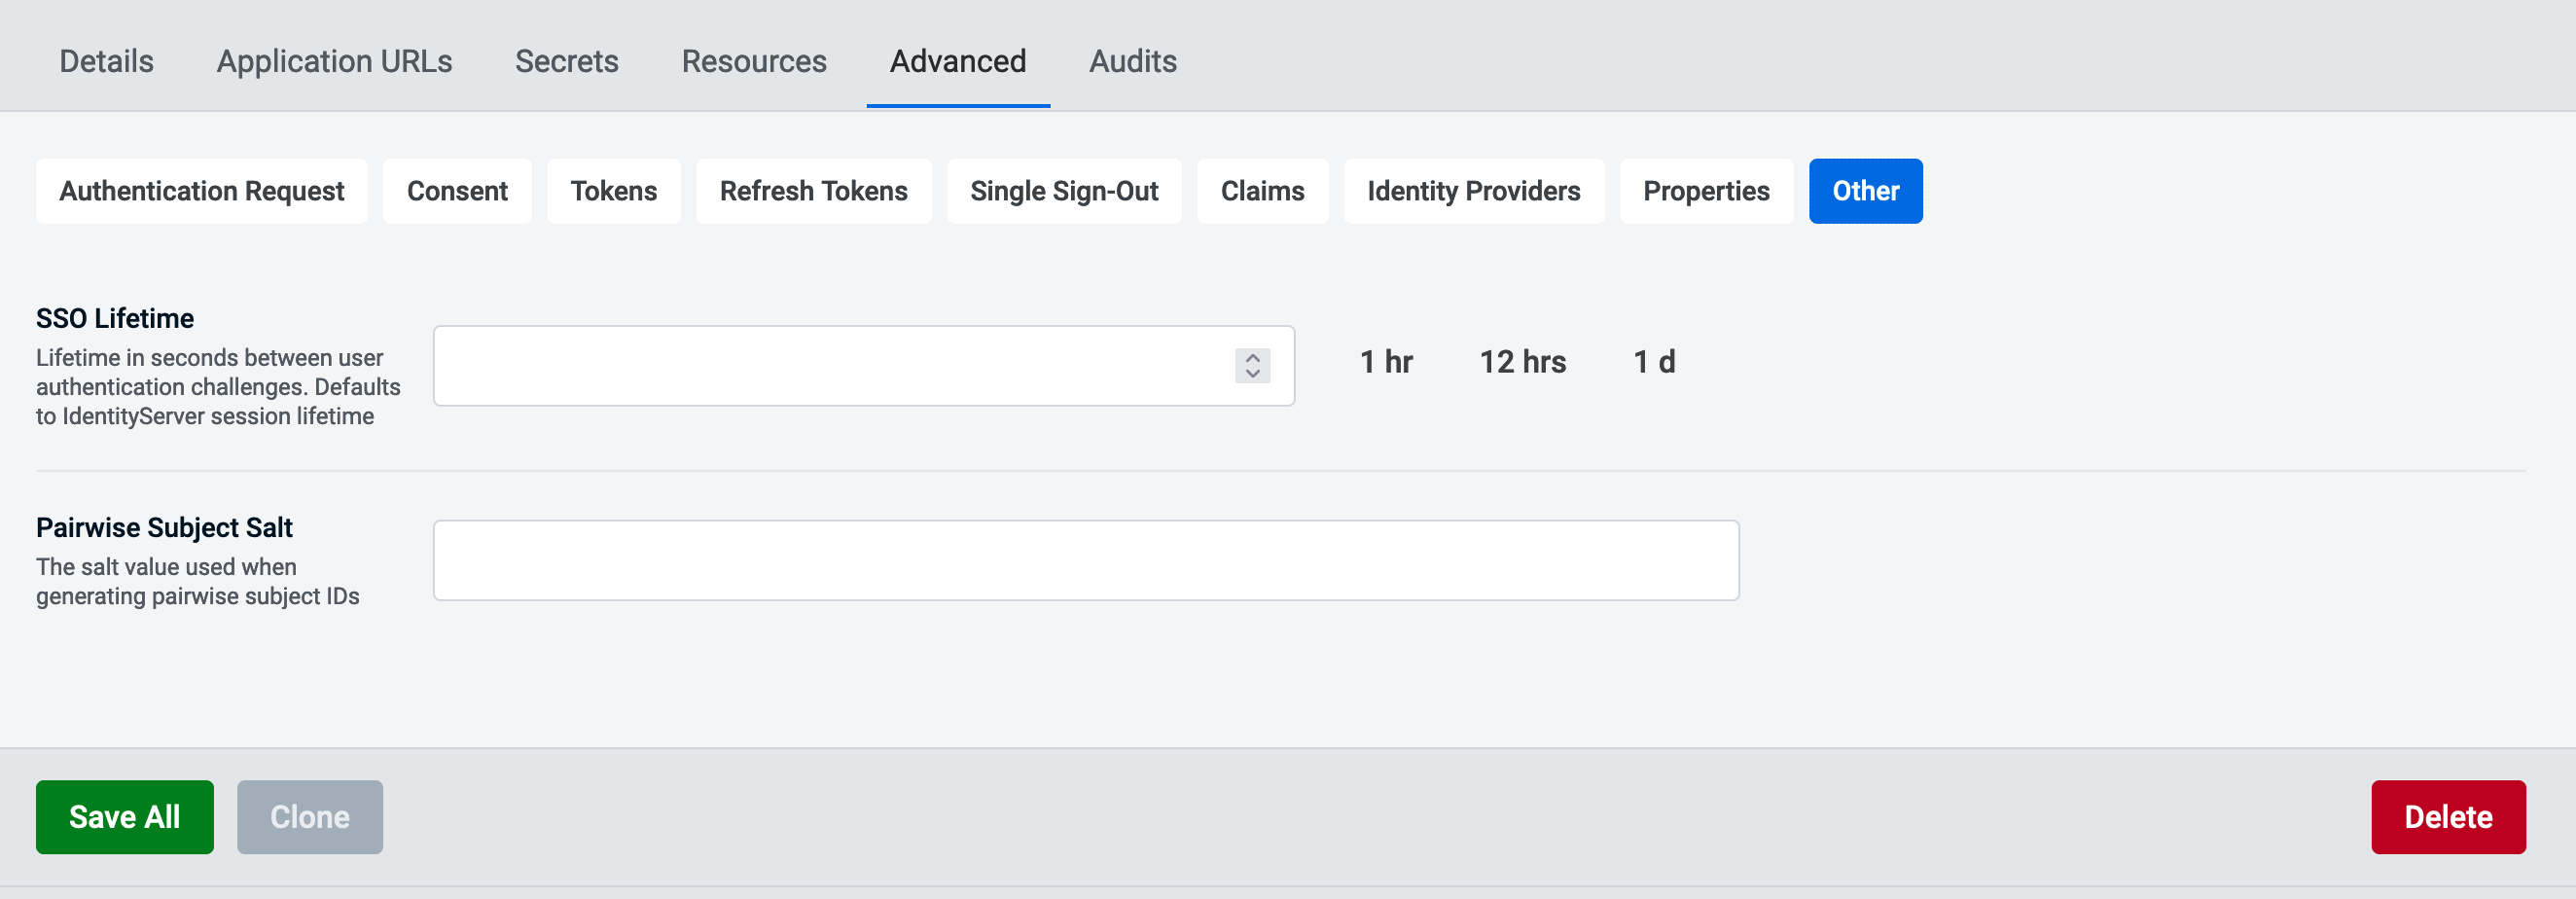 Details Application URLs Secrets Resources Advanced Audits
Authentication Request Consent Tokens Refresh Tokens Single Sign-Out Claims Identity Providers Properties Other
SSO Lifetime
Lifetime in seconds between user
authentication challenges. Defaults
to IdentityServer session lifetime
1 hr 12 hrs 1 d
Pairwise Subject Salt
The salt value used when
generating pairwise subject IDs
Save All Clone Delete